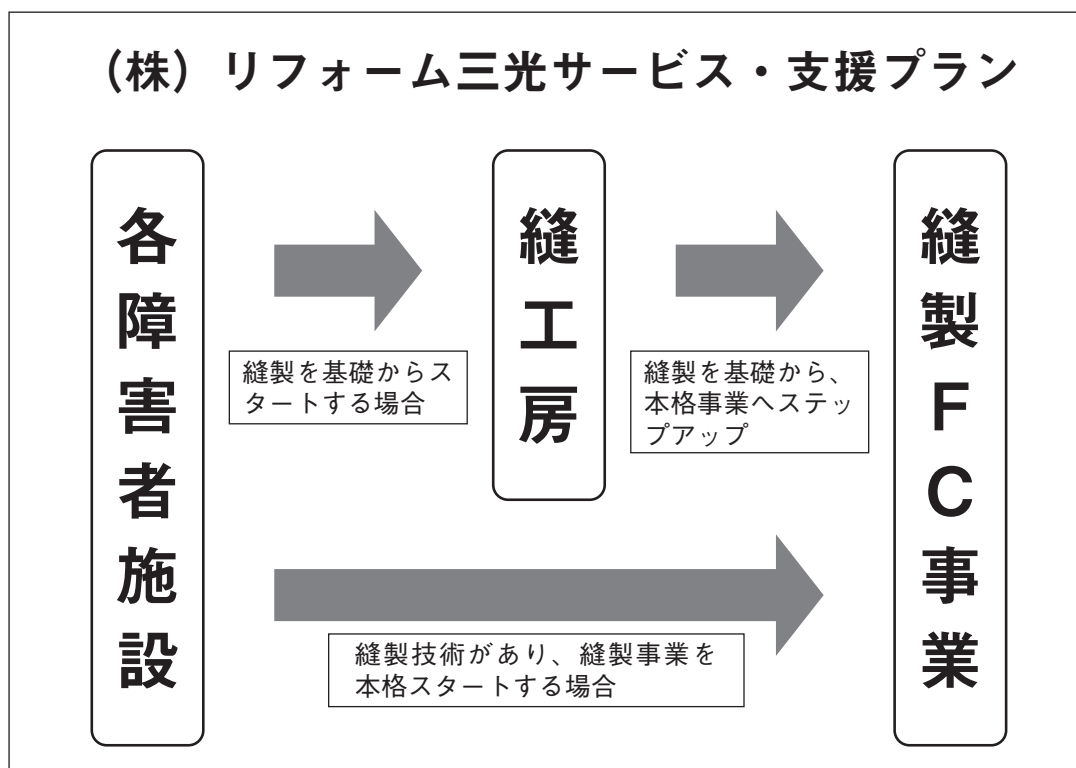 (株) リフォーム三光サービス・支援プラン
各障害者施設
縫製を基礎からス
タートする場合
縫工房
縫製を基礎から、
本格事業へステッ
プアップ
縫製FC事業
縫製技術があり、縫製事業を
本格スタートする場合